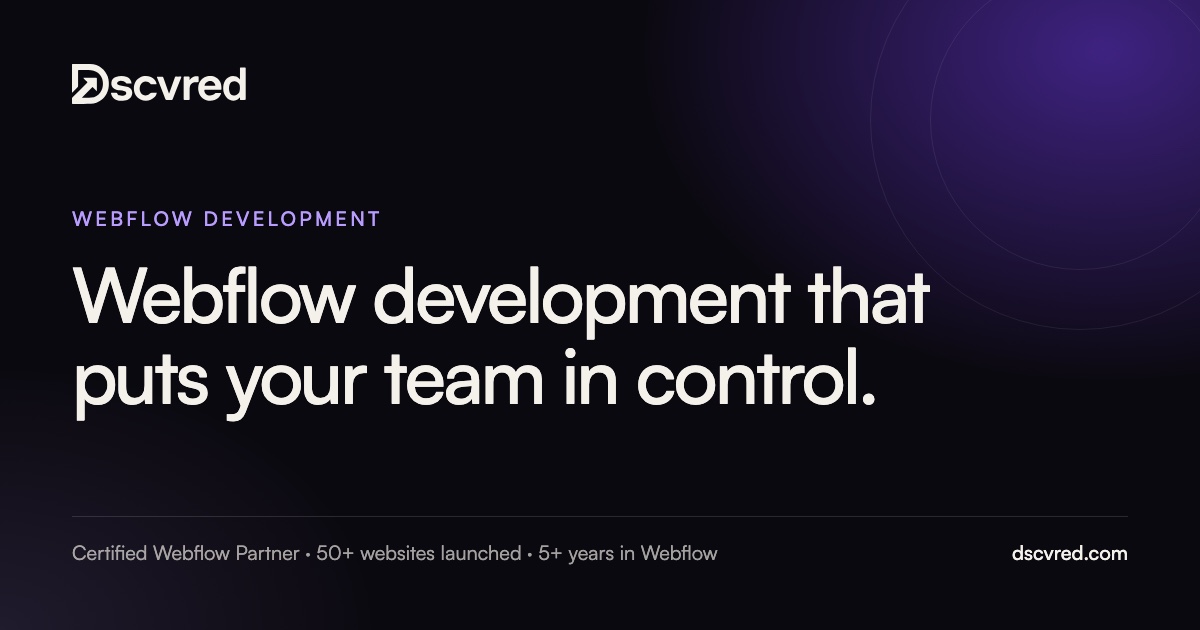 Dscvred
WEBFLOW DEVELOPMENT
Webflow development that
puts your team in control.
Certified Webflow Partner · 50+ websites launched · 5+ years in Webflow
dscvred.com